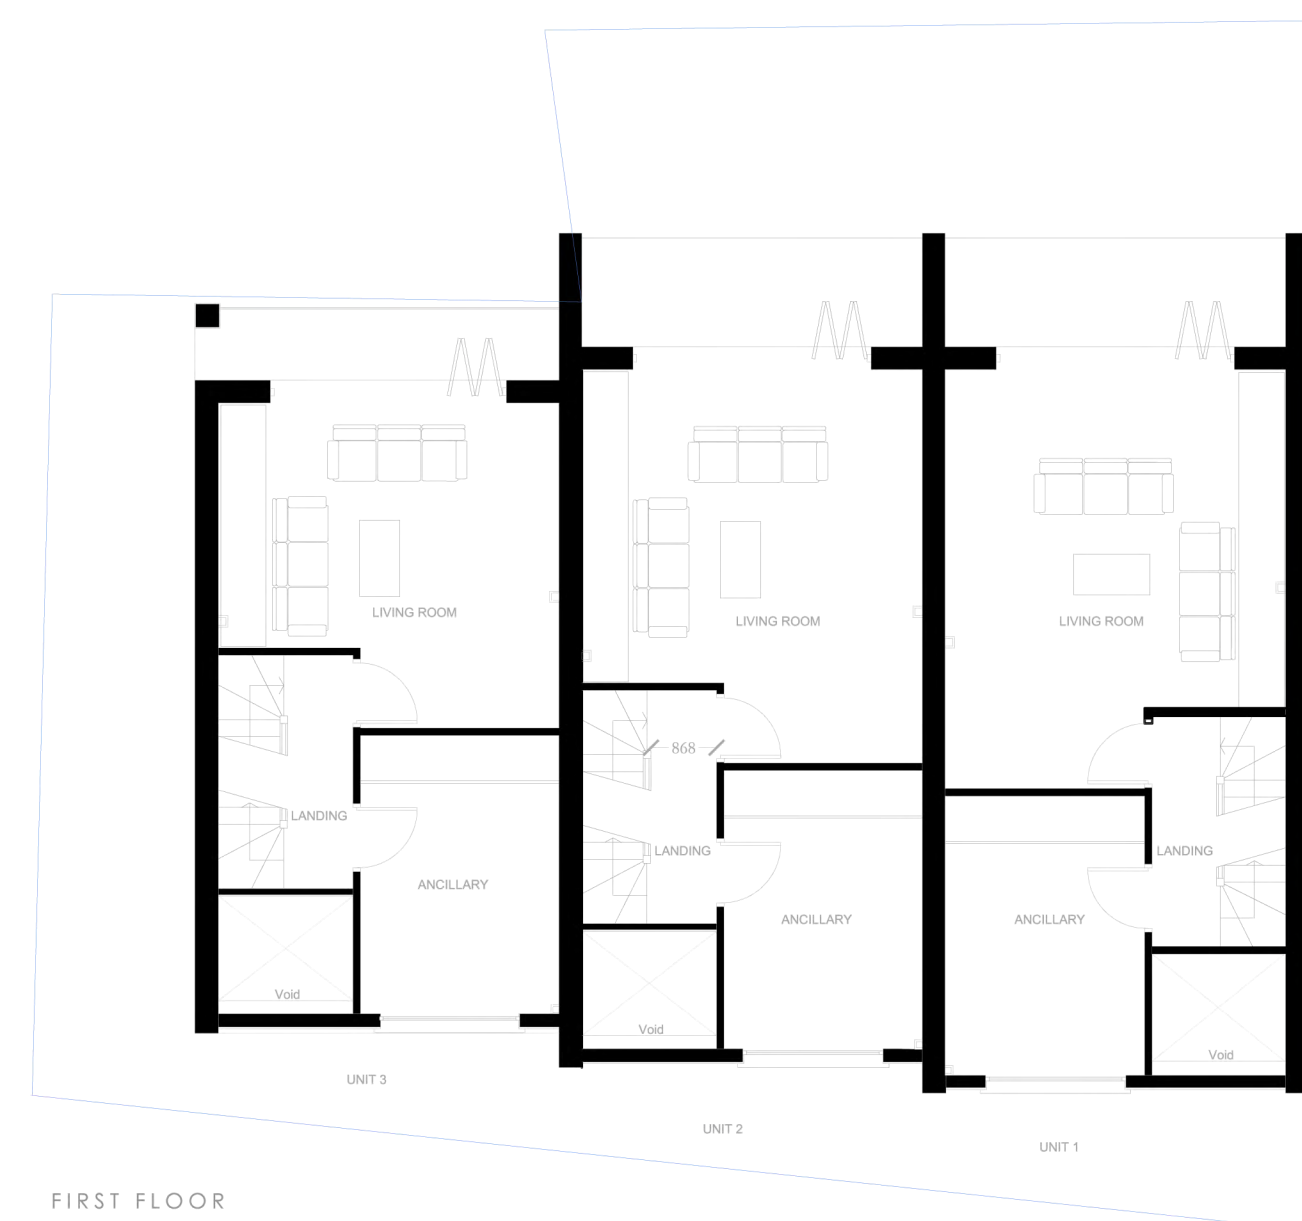 LIVING ROOM
LIVING ROOM
LIVING ROOM
868
LANDING
LANDING
LANDING
ANCILLARY
ANCILLARY
ANCILLARY
Void
Void
Void
UNIT 3
UNIT 2
UNIT 1
FIRST FLOOR